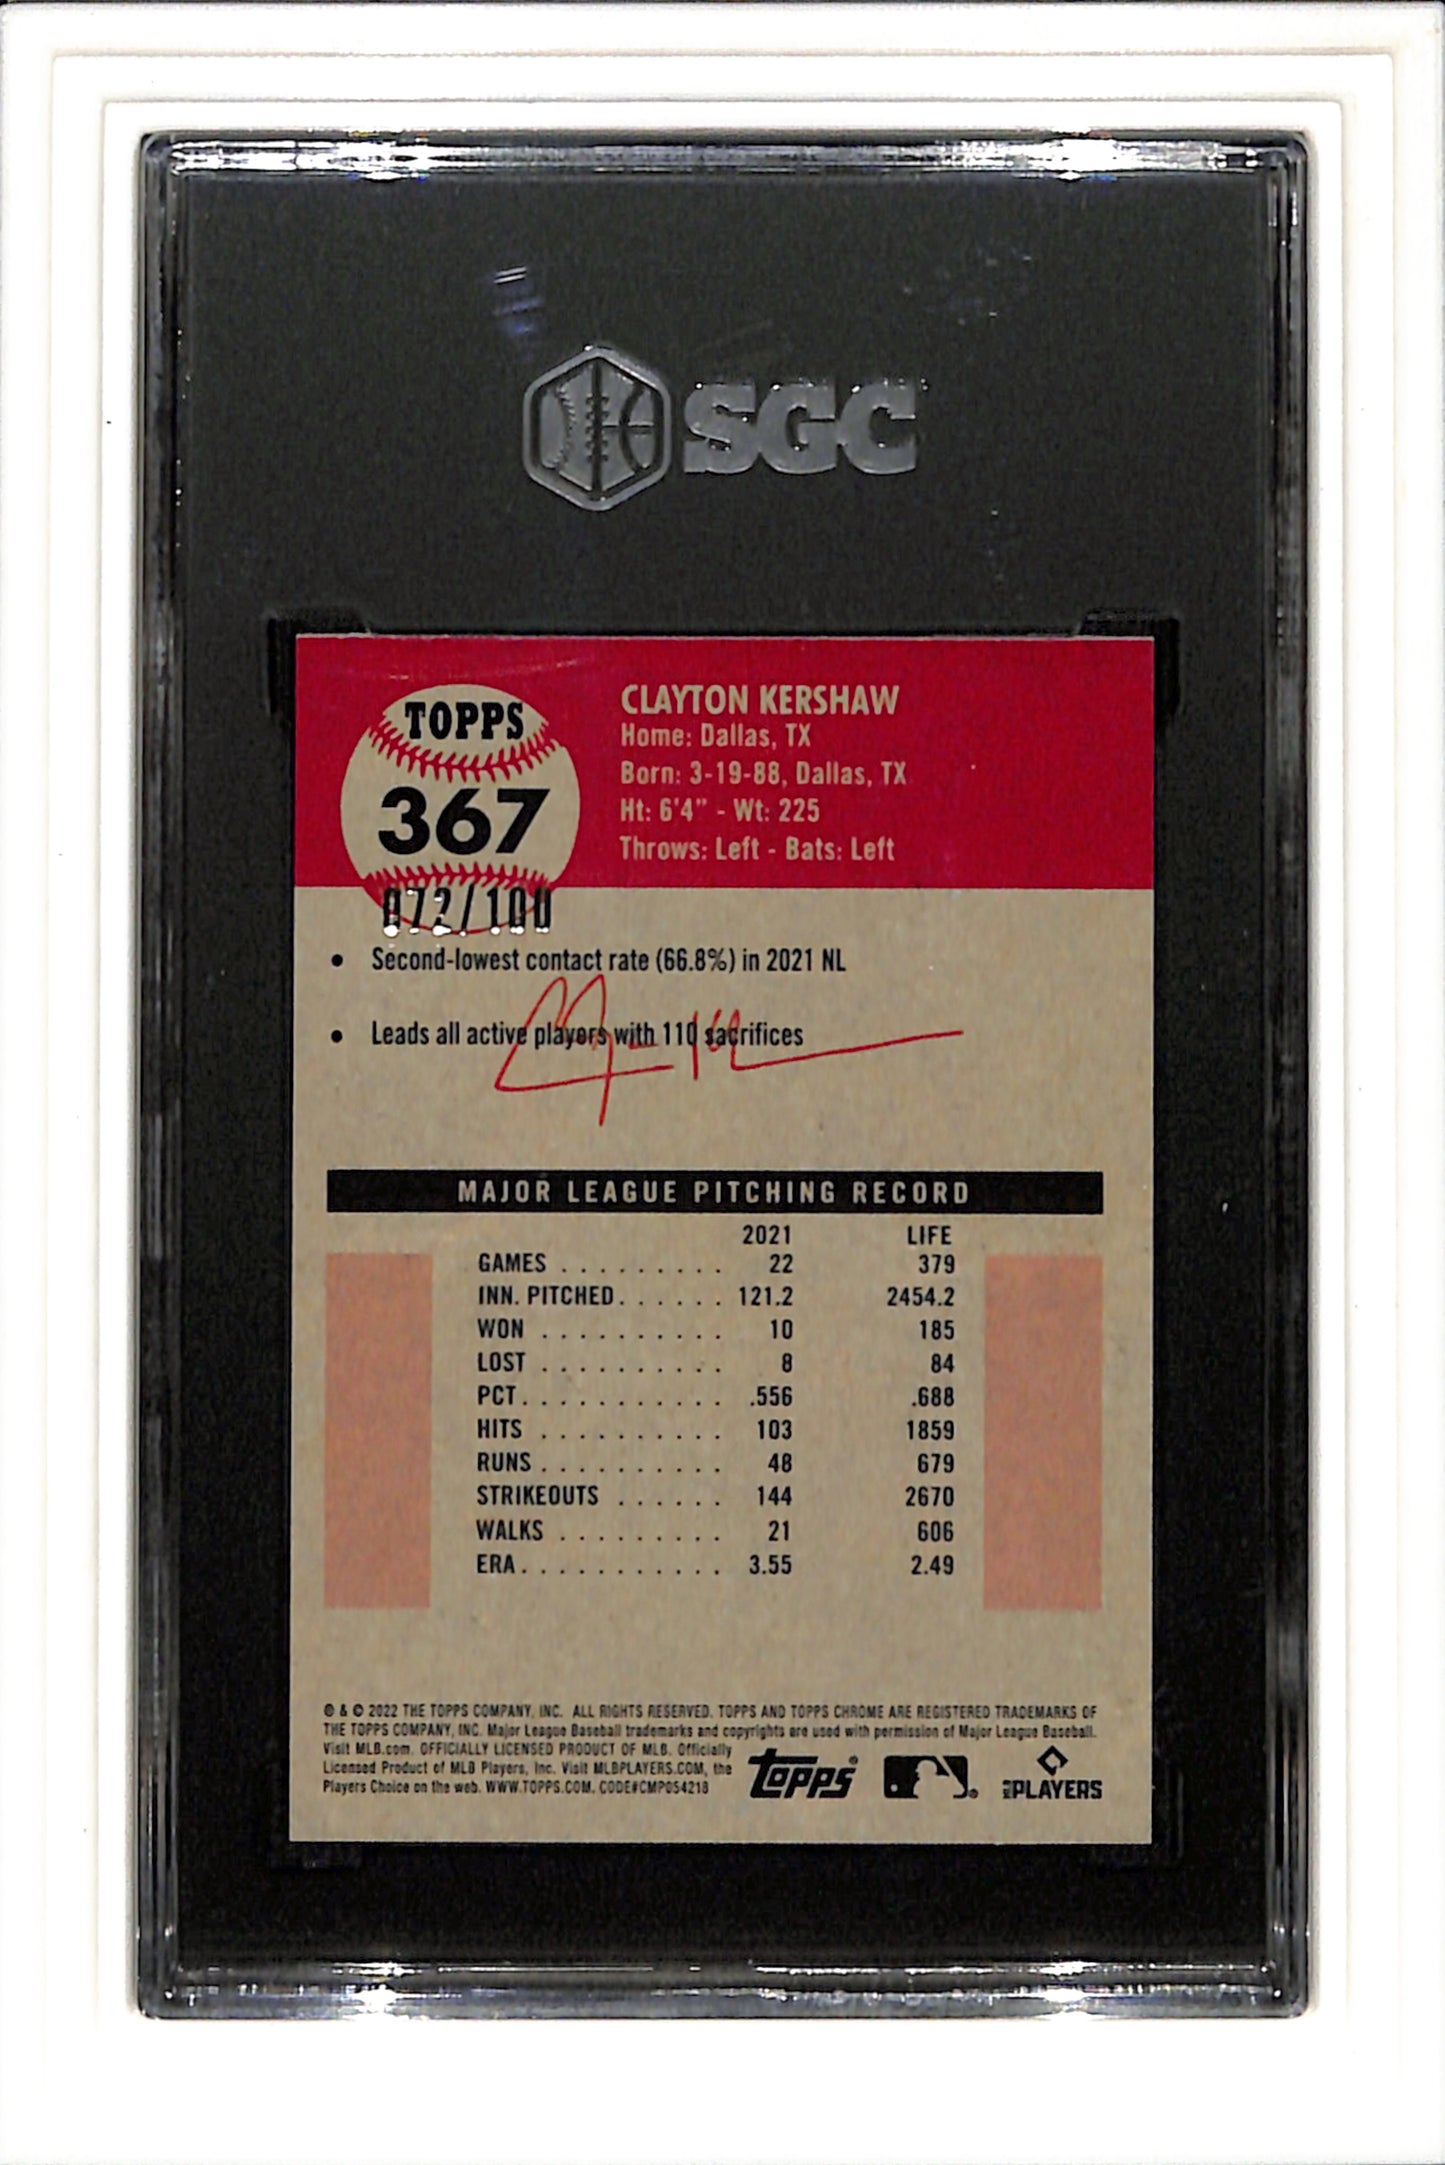 SGC
TOPPS
367
072/100
CLAYTON KERSHAW
Home: Dallas, TX
Born: 3-19-88, Dallas, TX
Ht: 6'4" - Wt: 225
Throws: Left - Bats: Left
• Second-lowest contact rate (66.8%) in 2021 NL
• Leads all active players with 110 sacrifices
MAJOR LEAGUE PITCHING RECORD
2021 LIFE
GAMES . . . . . . . . . 22 379
INN. PITCHED. . . . . . 121.2 2454.2
WON . . . . . . . . . . 10 185
LOST . . . . . . . . . . 8 84
PCT. . . . . . . . . . . .556 .688
HITS . . . . . . . . . . 103 1859
RUNS . . . . . . . . . . 48 679
STRIKEOUTS . . . . . . 144 2670
WALKS . . . . . . . . . 21 606
ERA. . . . . . . . . . . 3.55 2.49
® & © 2022 THE TOPPS COMPANY, INC. ALL RIGHTS RESERVED. TOPPS AND TOPPS CHROME ARE REGISTERED TRADEMARKS OF
THE TOPPS COMPANY, INC. Major League Baseball trademarks and copyrights are used with permission of Major League Baseball.
Visit MLB.com. OFFICIALLY LICENSED PRODUCT OF MLB. Officially
Licensed Product of MLB Players, Inc. Visit MLBPLAYERS.COM, the
Players Choice on the web. WWW.TOPPS.COM. CODE#CMP054218
Topps®
MLB PLAYERS